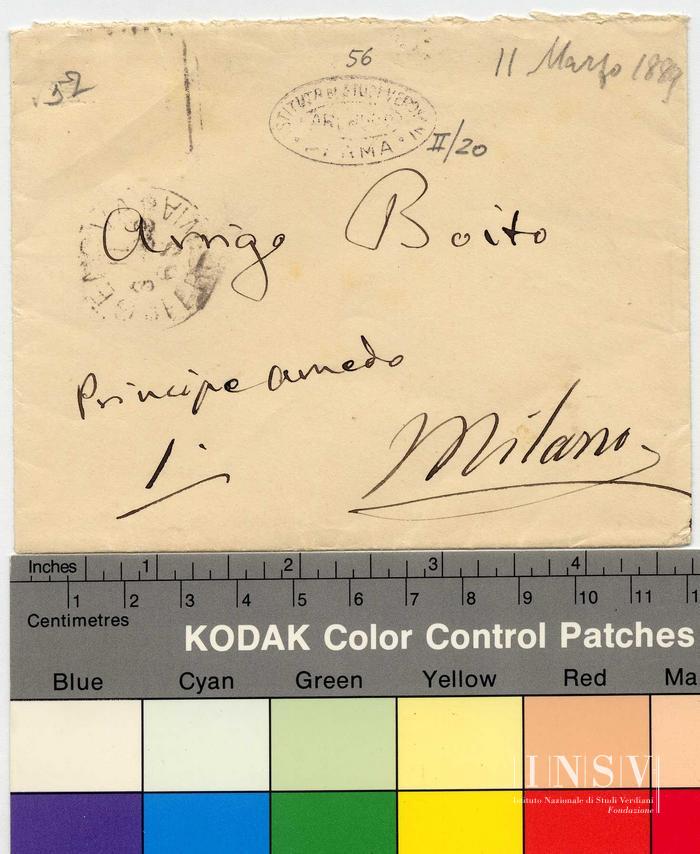 52
56
11 Marzo 1889
PARMA
II/20
Arrigo Boito
Principe Amedo
1.
Milano
Inches 1 2 3 4
1 2 3 4 5 6 7 8 9 10 11
Centimetres
KODAK Color Control Patches
Blue Cyan Green Yellow Red Ma
INSV
Istituto Nazionale di Studi Verdiani
Fondazione